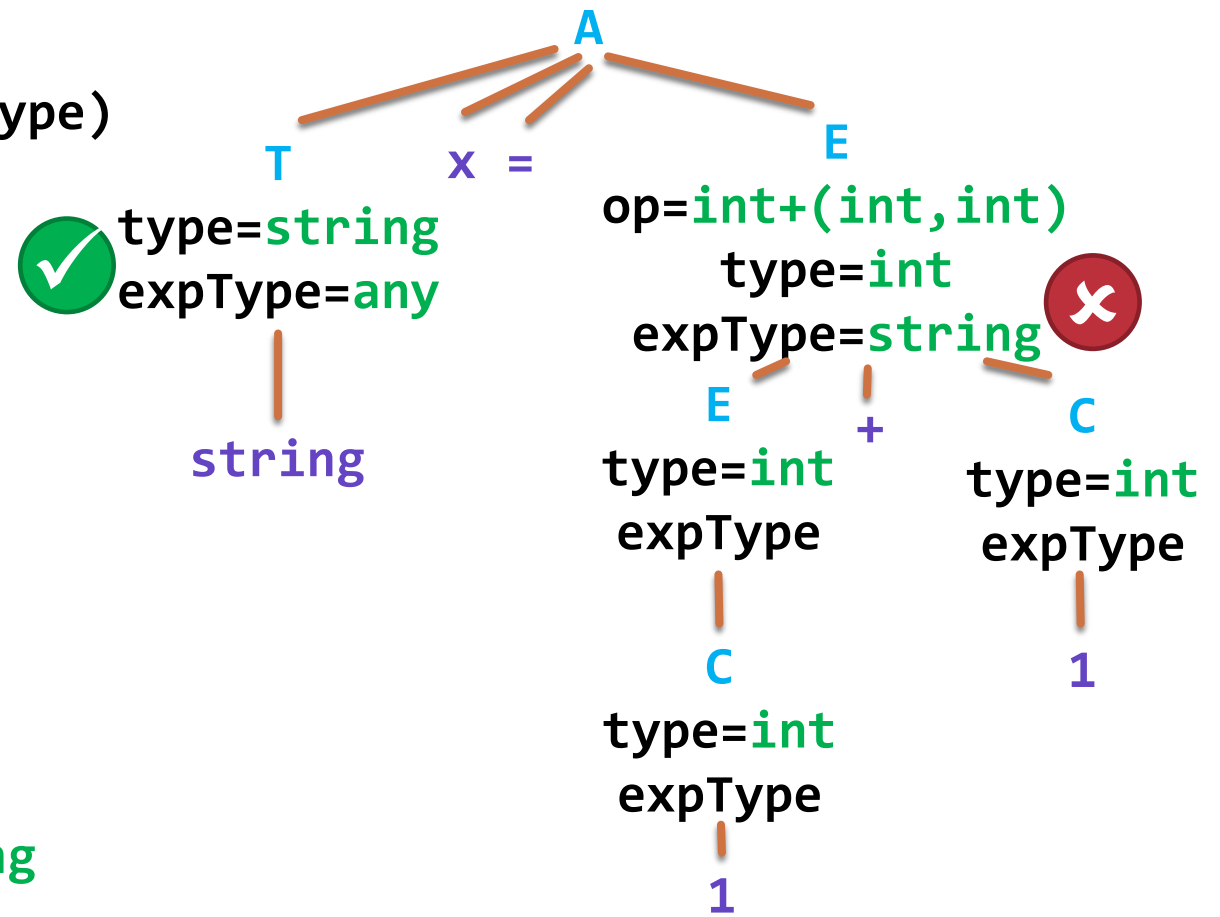 A
ype)
T
x =
E
type=string
expType=any
op=int+(int,int)
type=int
expType=string
string
E
+
C
type=int
expType
type=int
expType
C
1
type=int
expType
1
ng